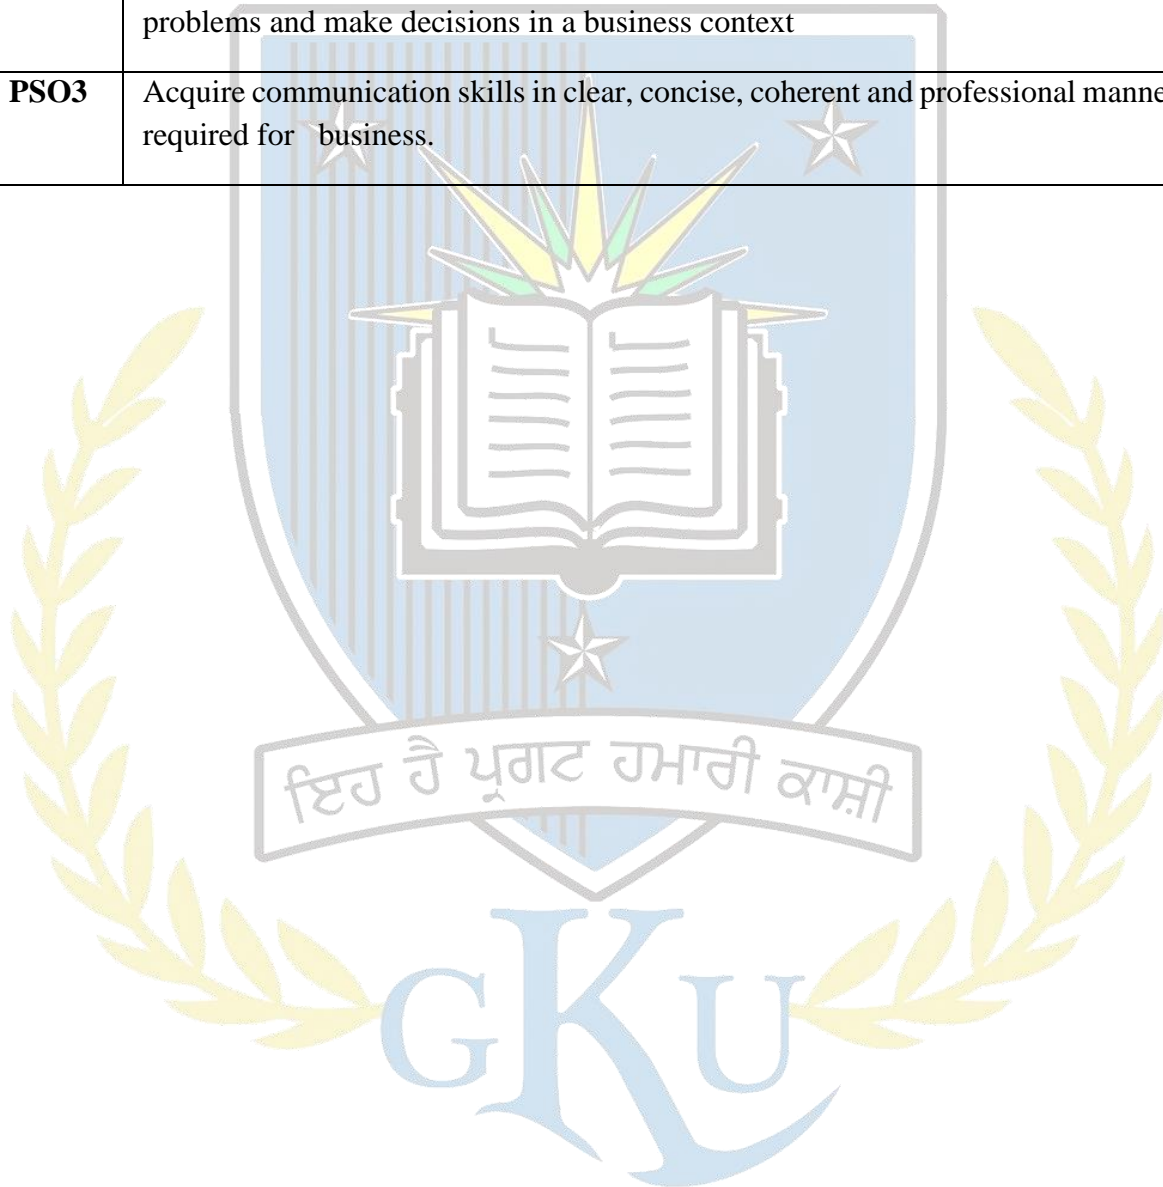 problems and make decisions in a business context
PSO3 Acquire communication skills in clear, concise, coherent and professional manne
required for business.
ਇਹ ਹੈ ਪ੍ਰਗਟ ਹਮਾਰੀ ਕਾਸ਼ੀ
GKU